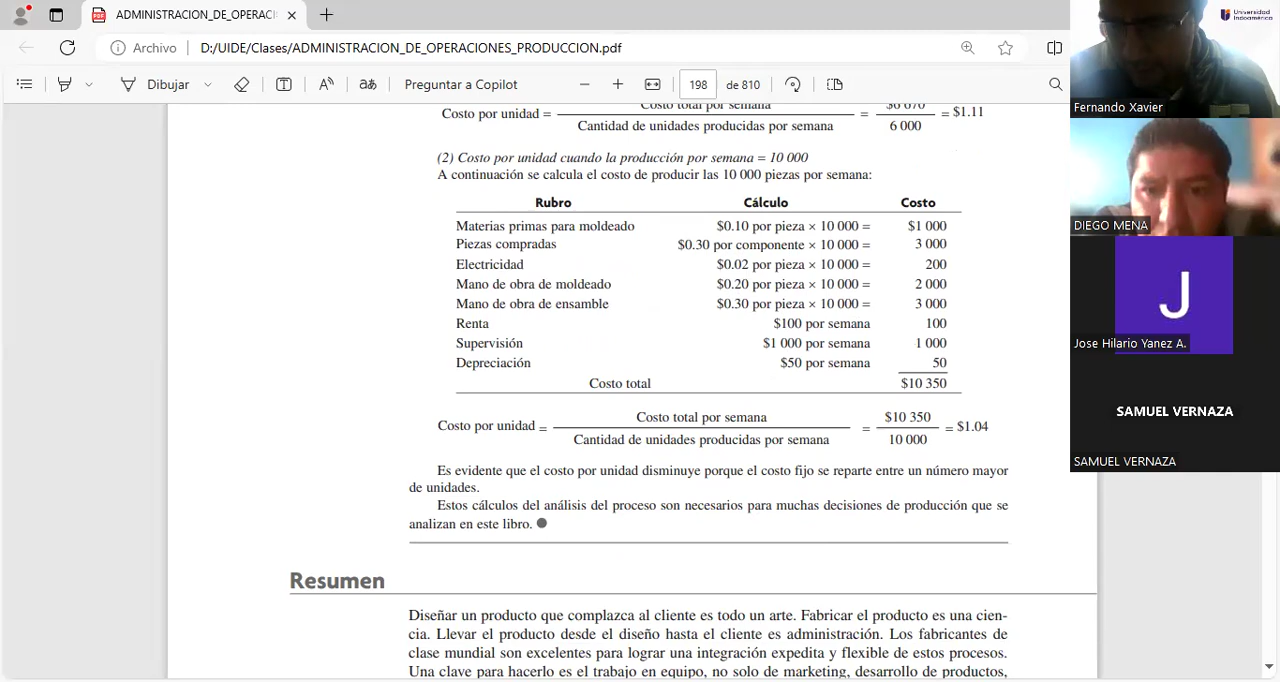 ADMINISTRACION_DE_OPERACI
Archivo D:/UIDE/Clases/ADMINISTRACION_DE_OPERACIONES_PRODUCCION.pdf
Dibujar Preguntar a Copilot 198 de 810
Costo total por semana $6 670
Costo por unidad = = = $1.11
Cantidad de unidades producidas por semana 6 000
(2) Costo por unidad cuando la producción por semana = 10 000
A continuación se calcula el costo de producir las 10 000 piezas por semana:
Rubro Cálculo Costo
Materias primas para moldeado $0.10 por pieza × 10 000 = $1 000
Piezas compradas $0.30 por componente × 10 000 = 3 000
Electricidad $0.02 por pieza × 10 000 = 200
Mano de obra de moldeado $0.20 por pieza × 10 000 = 2 000
Mano de obra de ensamble $0.30 por pieza × 10 000 = 3 000
Renta $100 por semana 100
Supervisión $1 000 por semana 1 000
Depreciación $50 por semana 50
Costo total $10 350
Costo total por semana $10 350
Costo por unidad = = = $1.04
Cantidad de unidades producidas por semana 10 000
Es evidente que el costo por unidad disminuye porque el costo fijo se reparte entre un número mayor
de unidades.
Estos cálculos del análisis del proceso son necesarios para muchas decisiones de producción que se
analizan en este libro.
Resumen
Diseñar un producto que complazca al cliente es todo un arte. Fabricar el producto es una cien-
cia. Llevar el producto desde el diseño hasta el cliente es administración. Los fabricantes de
clase mundial son excelentes para lograr una integración expedita y flexible de estos procesos.
Una clave para hacerlo es el trabajo en equipo, no solo de marketing, desarrollo de productos,
Universidad
Indoamérica
Fernando Xavier
DIEGO MENA
J
Jose Hilario Yanez A.
SAMUEL VERNAZA
SAMUEL VERNAZA